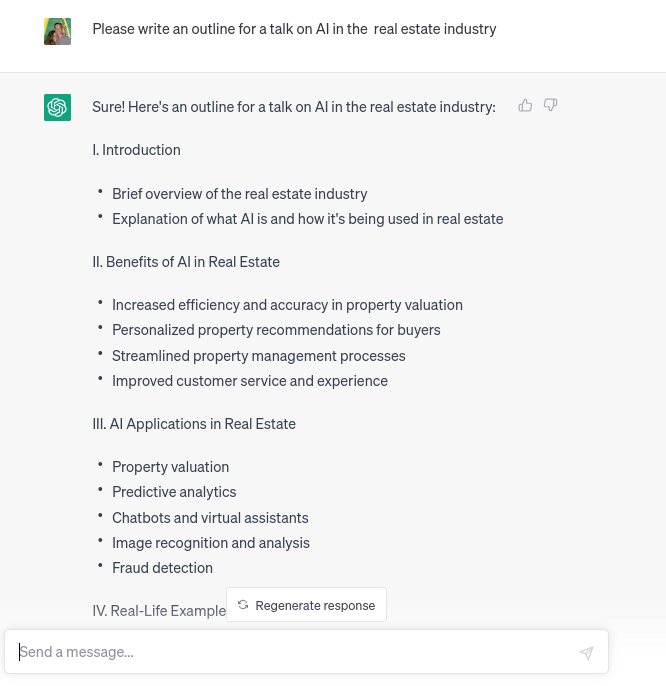 Please write an outline for a talk on AI in the  real estate industry
Sure! Here's an outline for a talk on AI in the real estate industry:
I. Introduction
• Brief overview of the real estate industry
• Explanation of what AI is and how it's being used in real estate
II. Benefits of AI in Real Estate
• Increased efficiency and accuracy in property valuation
• Personalized property recommendations for buyers
• Streamlined property management processes
• Improved customer service and experience
III. AI Applications in Real Estate
• Property valuation
• Predictive analytics
• Chatbots and virtual assistants
• Image recognition and analysis
• Fraud detection
IV. Real-Life Example
Regenerate response
Send a message...